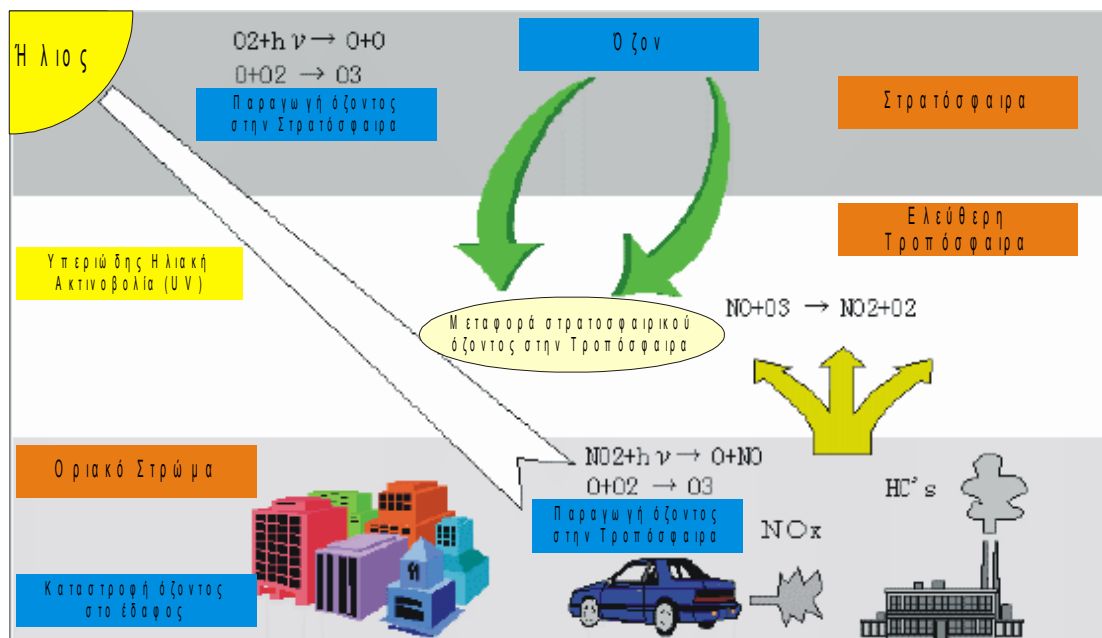 Ήλιος
O2+hν → O+O
O+O2 → O3
Παραγωγή όζοντος
στην Στρατόσφαιρα
Όζον
Στρατόσφαιρα
Ελεύθερη
Τροπόσφαιρα
Υπεριώδης Ηλιακή
Ακτινοβολία (UV)
Μεταφορά στρατοσφαιρικού
όζοντος στην Τροπόσφαιρα
NO+O3 → NO2+O2
Οριακό Στρώμα
NO2+hν → O+NO
O+O2 → O3
Παραγωγή όζοντος
στην Τροπόσφαιρα
NOx
HC's
Καταστροφή όζοντος
στο έδαφος